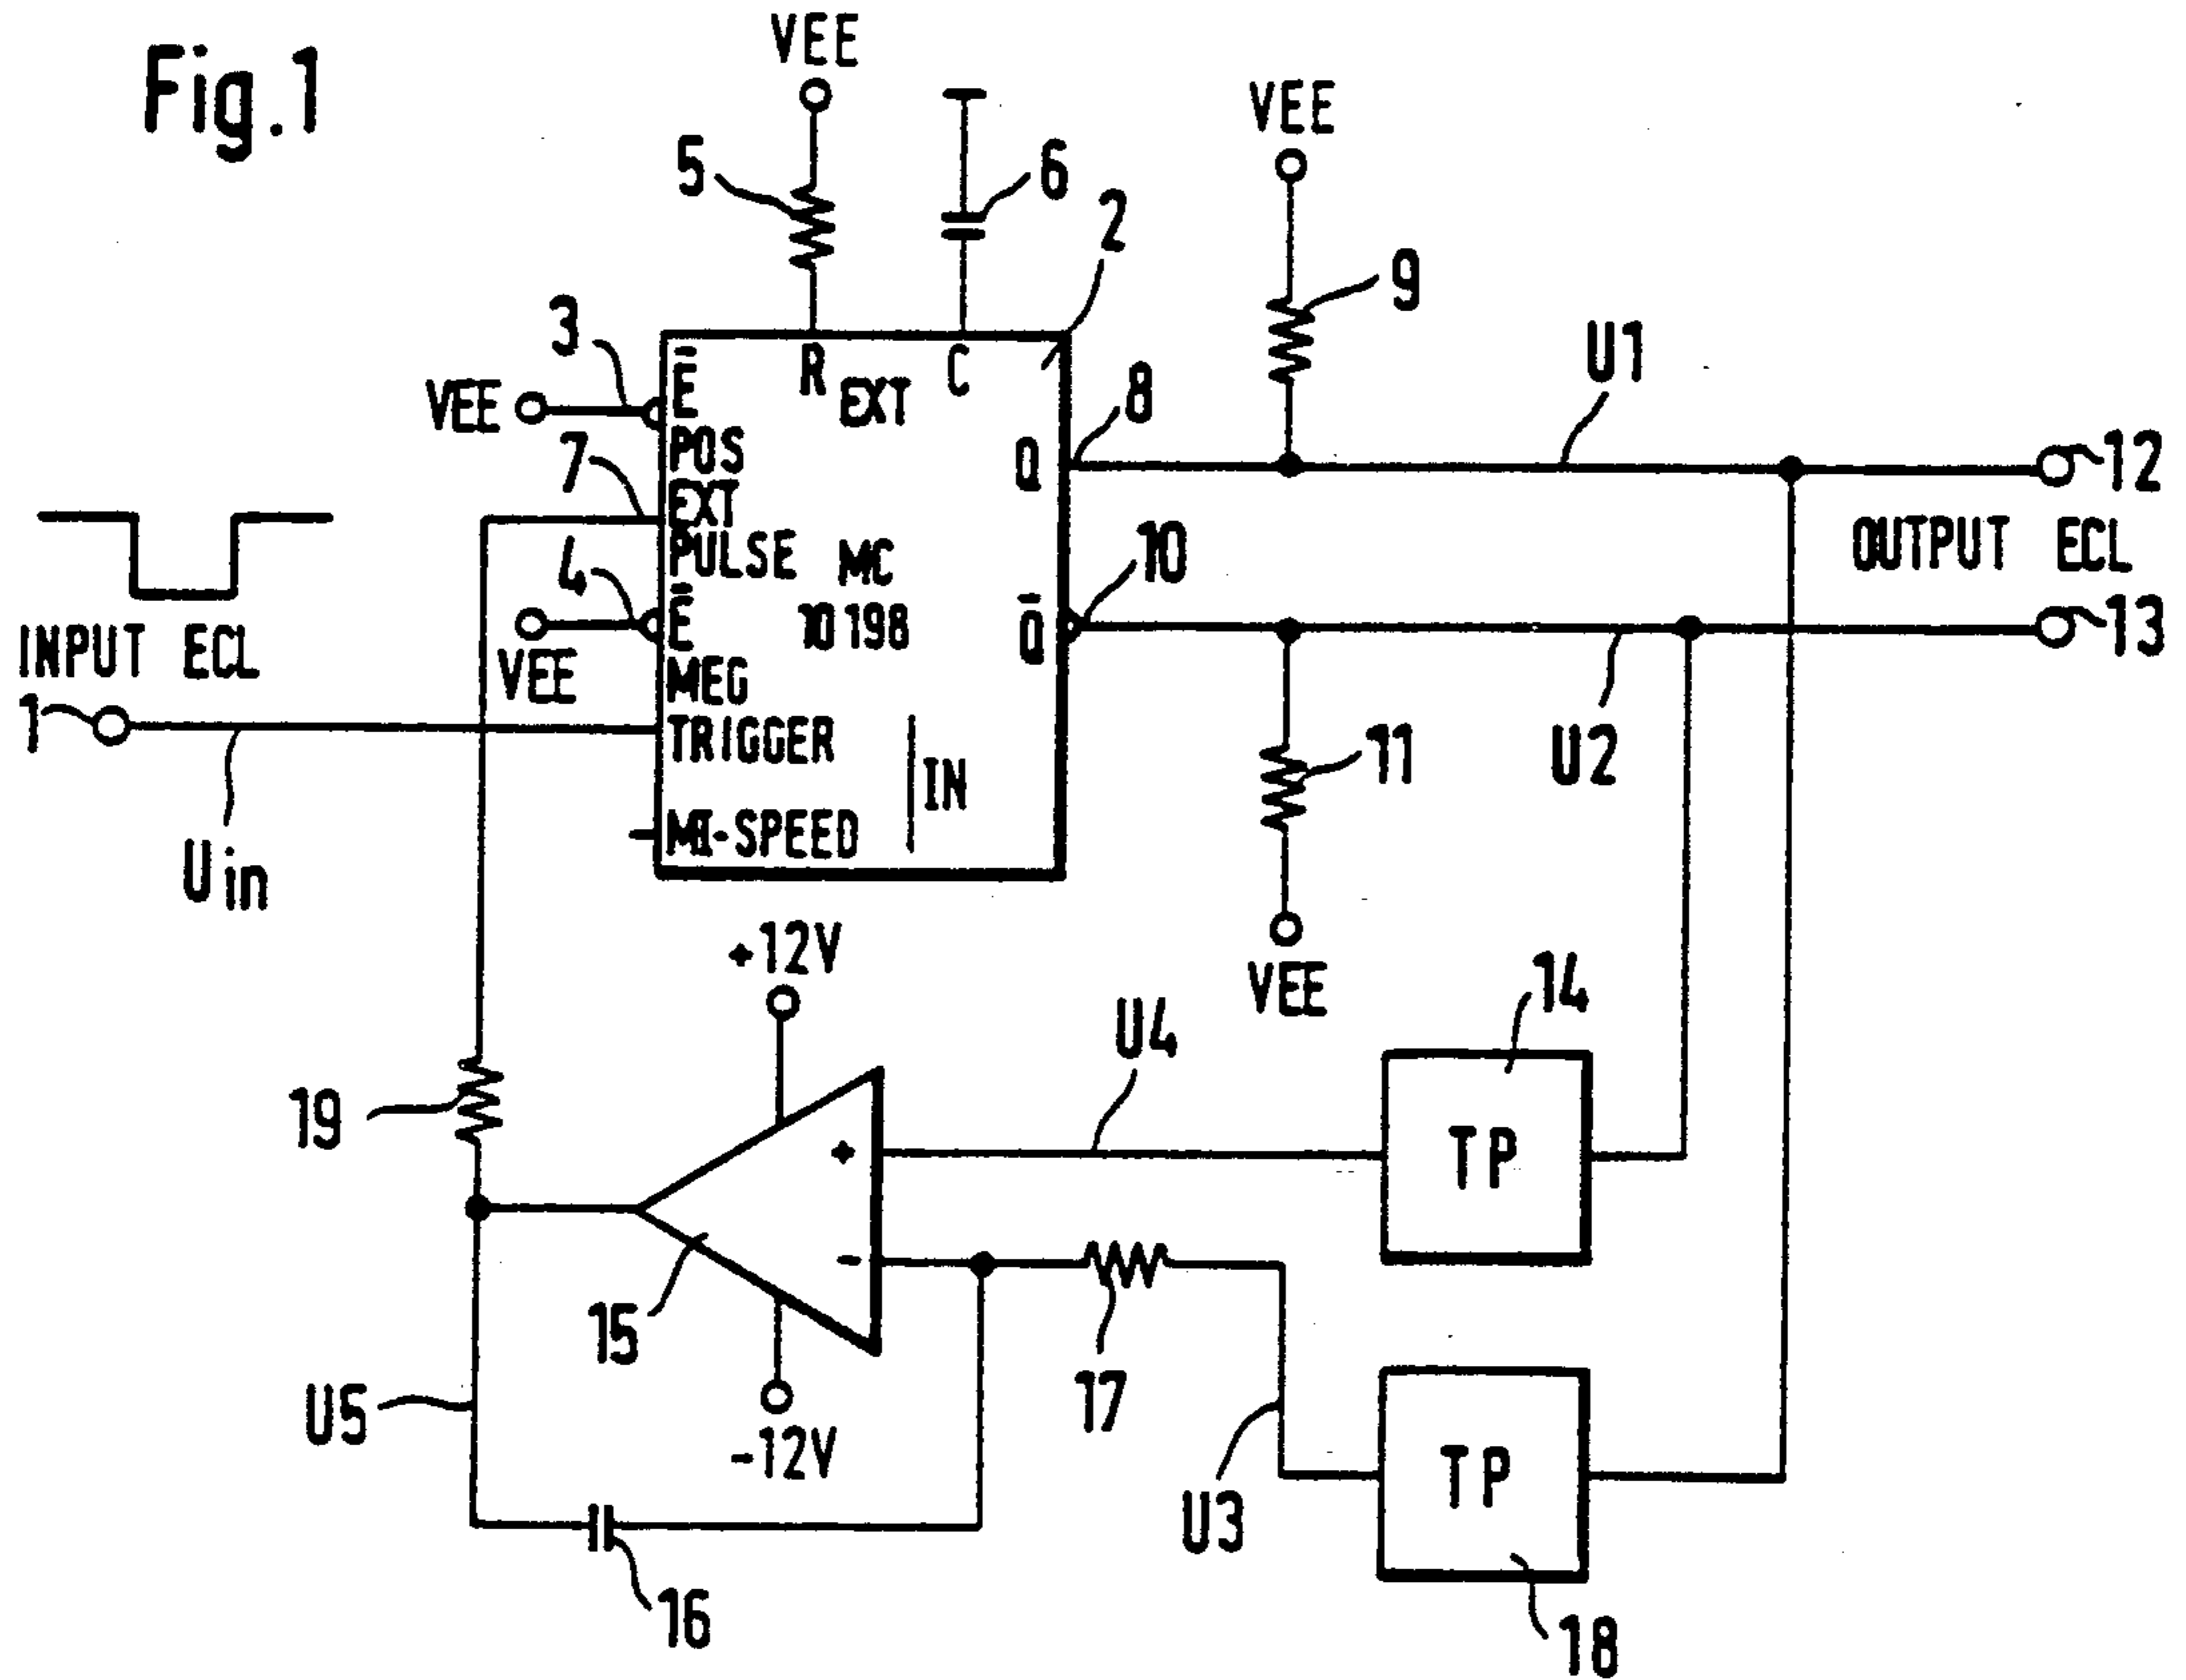 Fig.1
VEE
VEE
5
6
2
9
3
VEE
Ē
R
C
EXT
8
U1
12
POS
Q
7
EXT
PULSE
MC
10198
10
OUTPUT ECL
4
Ē
Q̄
13
INPUT ECL
VEE
MEG
1
TRIGGER
IN
11
U2
MI-SPEED
Uin
+12V
VEE
14
U4
19
+
TP
-
15
17
U5
-12V
U3
TP
16
18